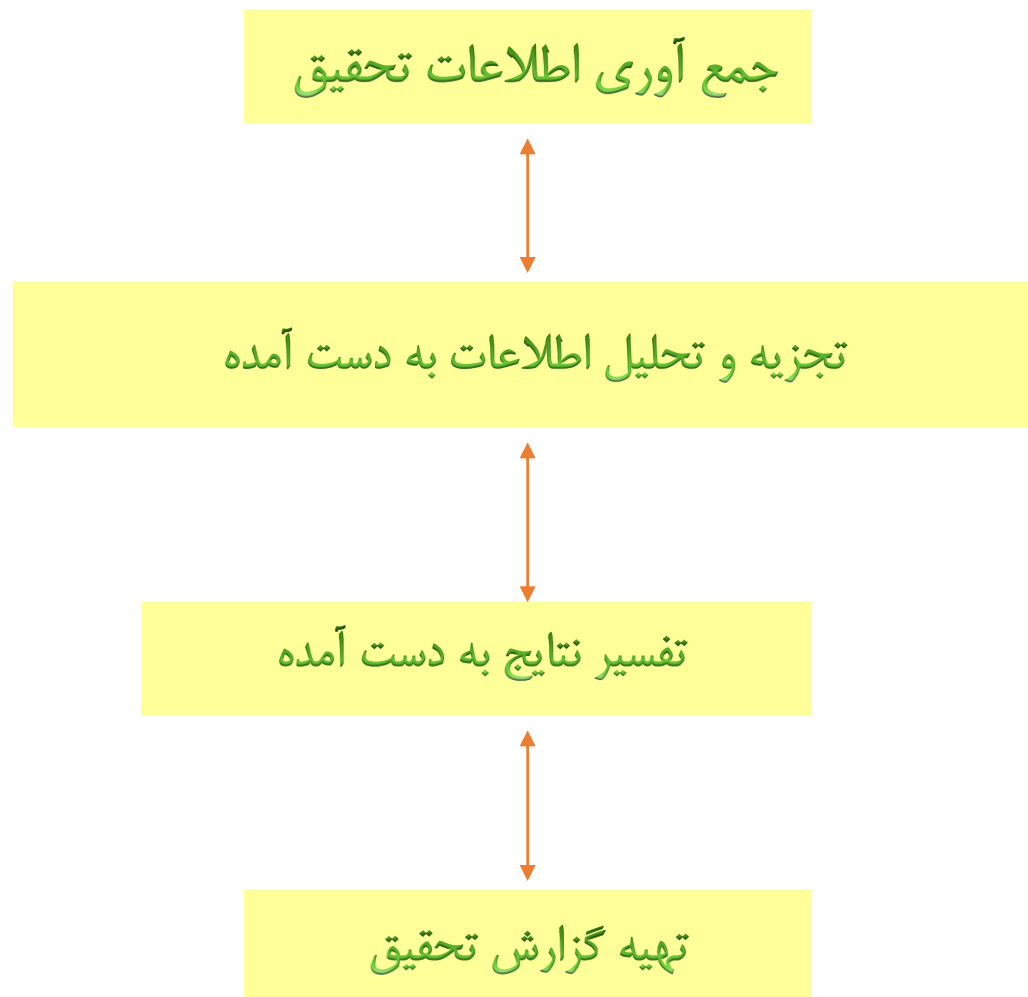 جمع آوری اطلاعات تحقیق
تجزیه و تحلیل اطلاعات به دست آمده
تفسیر نتایج به دست آمده
تهیه گزارش تحقیق